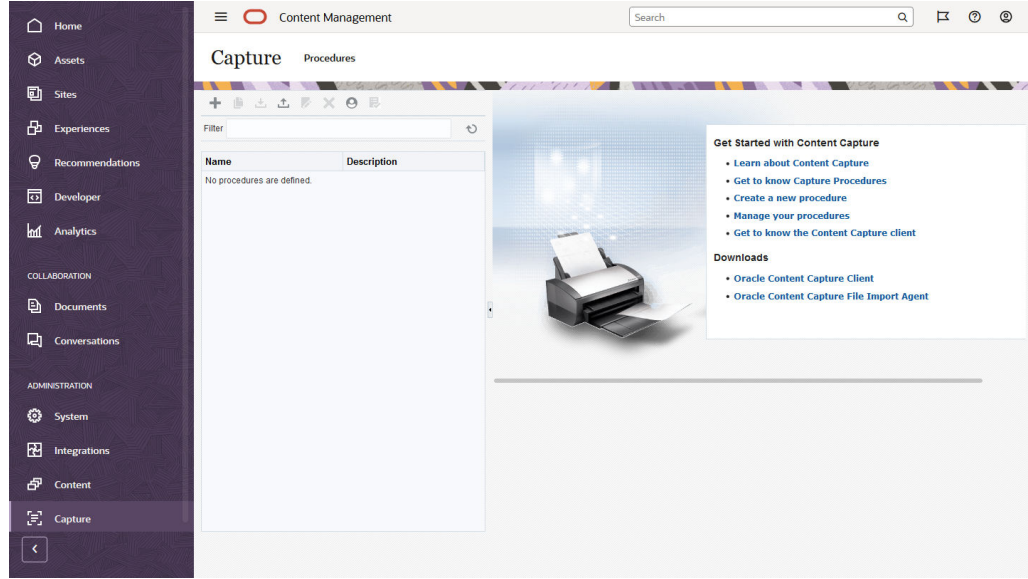 Home
Assets
Sites
Experiences
Recommendations
Developer
Analytics
COLLABORATION
Documents
Conversations
ADMINISTRATION
System
Integrations
Content
Capture
Content Management
Search
Capture Procedures
Filter
Name Description
No procedures are defined.
Get Started with Content Capture
• Learn about Content Capture
• Get to know Capture Procedures
• Create a new procedure
• Manage your procedures
• Get to know the Content Capture client
Downloads
• Oracle Content Capture Client
• Oracle Content Capture File Import Agent